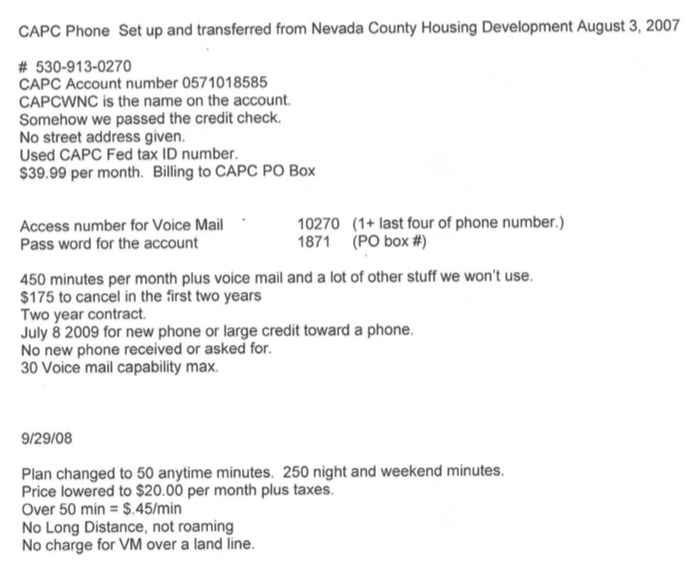 CAPC Phone  Set up and transferred from Nevada County Housing Development August 3, 2007
# 530-913-0270
CAPC Account number 0571018585
CAPCWNC is the name on the account.
Somehow we passed the credit check.
No street address given.
Used CAPC Fed tax ID number.
$39.99 per month.  Billing to CAPC PO Box
Access number for Voice Mail 10270 (1+ last four of phone number.)
Pass word for the account 1871 (PO box #)
450 minutes per month plus voice mail and a lot of other stuff we won't use.
$175 to cancel in the first two years
Two year contract.
July 8 2009 for new phone or large credit toward a phone.
No new phone received or asked for.
30 Voice mail capability max.
9/29/08
Plan changed to 50 anytime minutes.  250 night and weekend minutes.
Price lowered to $20.00 per month plus taxes.
Over 50 min = $.45/min
No Long Distance, not roaming
No charge for VM over a land line.